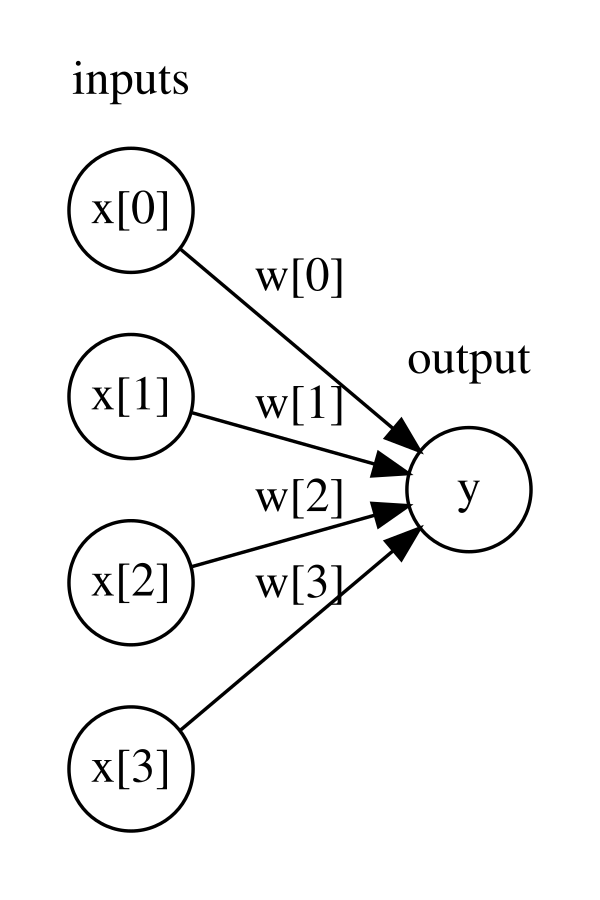 inputs
x[0]
w[0]
output
x[1]
w[1]
y
w[2]
x[2]
w[3]
x[3]